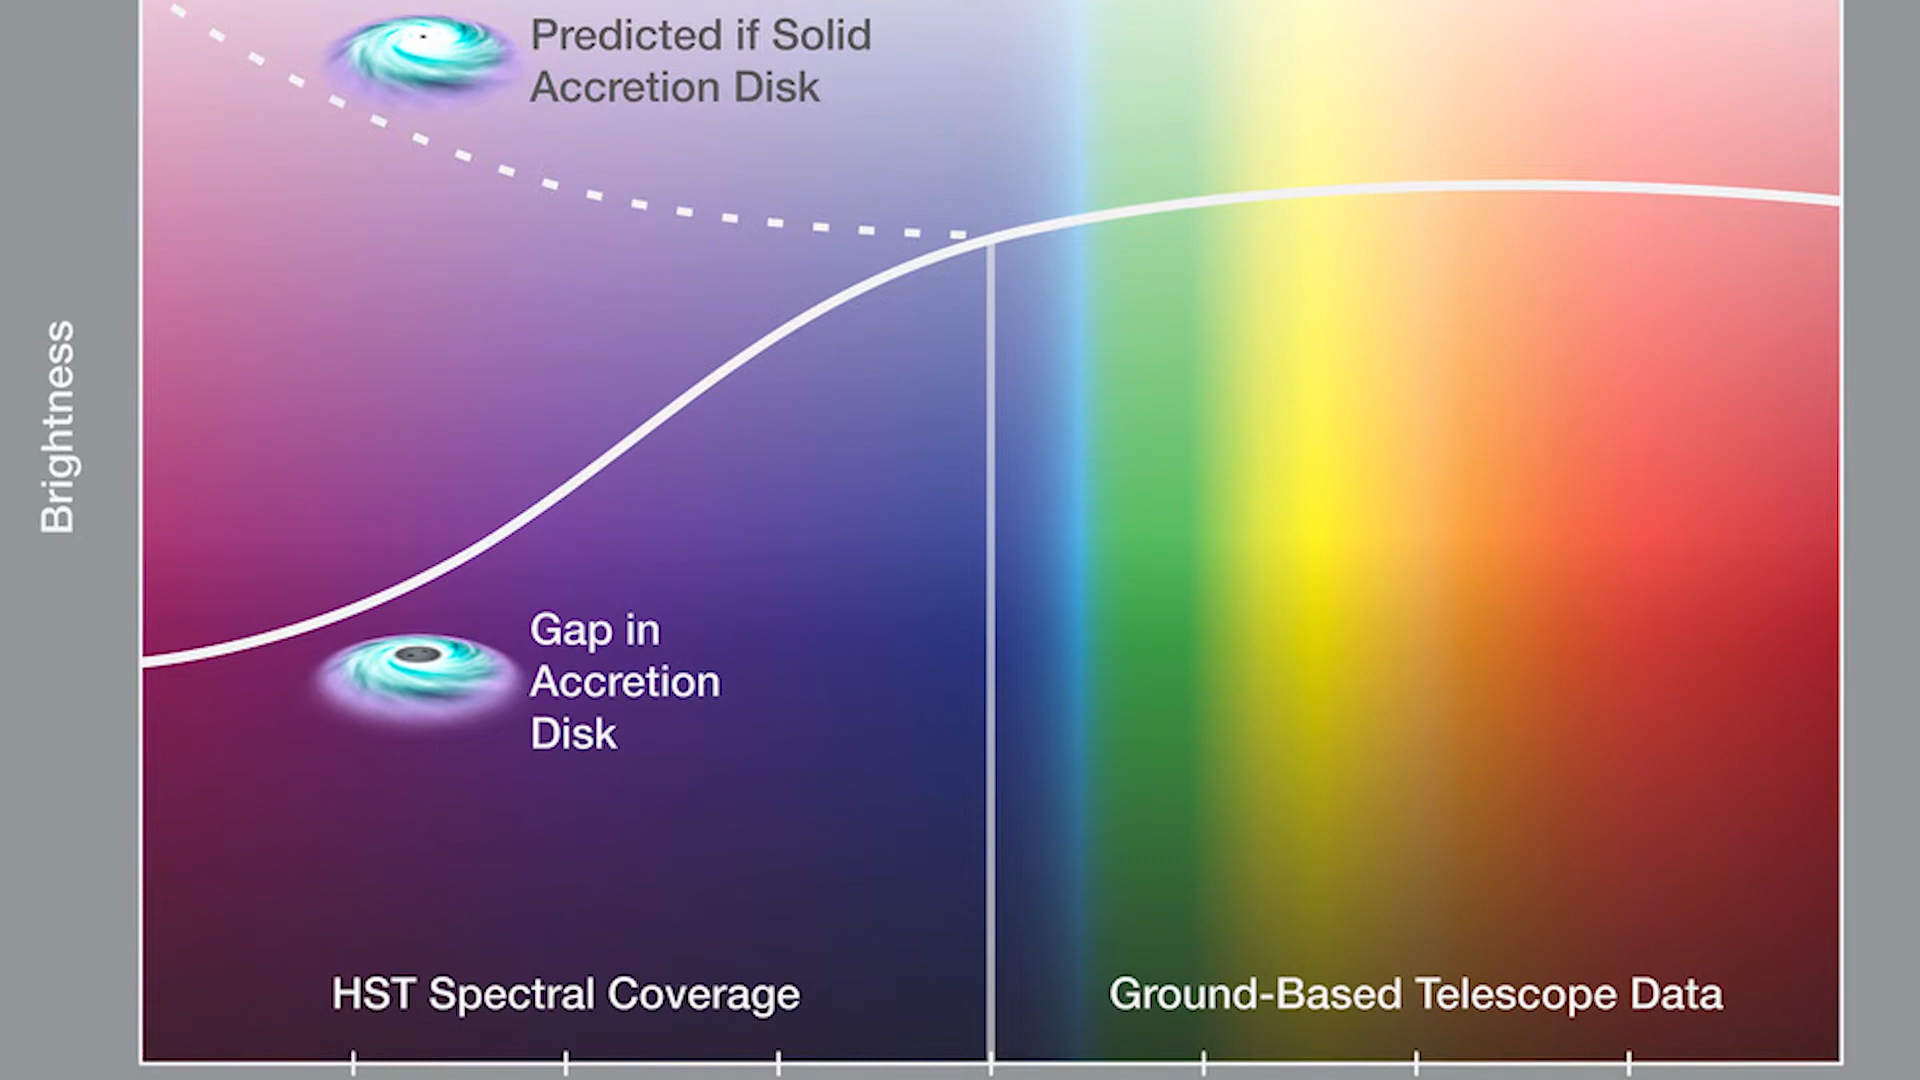 Predicted if Solid
Accretion Disk
Brightness
Gap in
Accretion
Disk
HST Spectral Coverage
Ground-Based Telescope Data